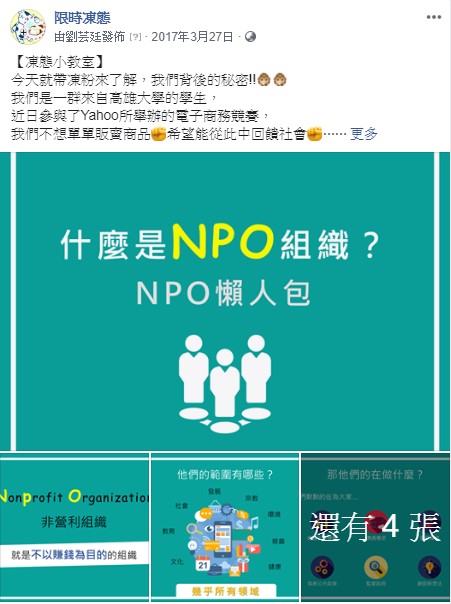 限時凍態
由劉芸廷發佈 [?]·2017年3月27日·
【凍態小教室】
今天就帶凍粉來了解，我們背後的秘密!!
我們是一群來自高雄大學的學生，
近日參與了Yahoo所舉辦的電子商務競賽，
我們不想單單販賣商品✊希望能從此中回饋社會✊…… 更多
什麼是NPO組織？
NPO懶人包
Nonprofit Organization
非營利組織
就是不以賺錢為目的的組織
他們的範圍有哪些？
發展
社會
宗教
環境
教育
慈善
文化
21
健康
幾乎所有領域
那他們的在做什麼？
還有 4 張